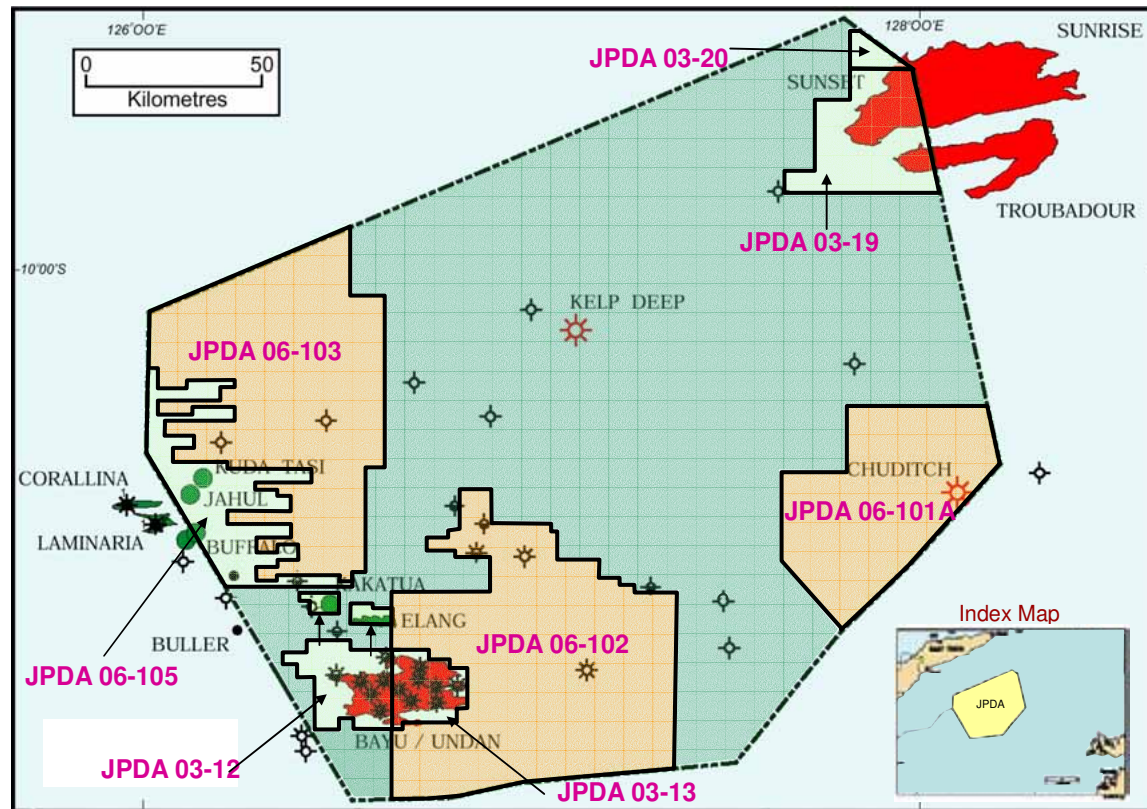 126°OO'E
128°OO'E
0 50
Kilometres
SUNRISE
JPDA 03-20
SUNSET
TROUBADOUR
JPDA 03-19
-10°00'S
KELP DEEP
JPDA 06-103
CORALLINA
KUDA TASI
JAHUL
CHUDITCH
JPDA 06-101A
LAMINARIA
BUFFALO
KAKATUA
ELANG
BULLER
JPDA 06-102
Index Map
JPDA 06-105
JPDA
BAYU / UNDAN
JPDA 03-12
JPDA 03-13